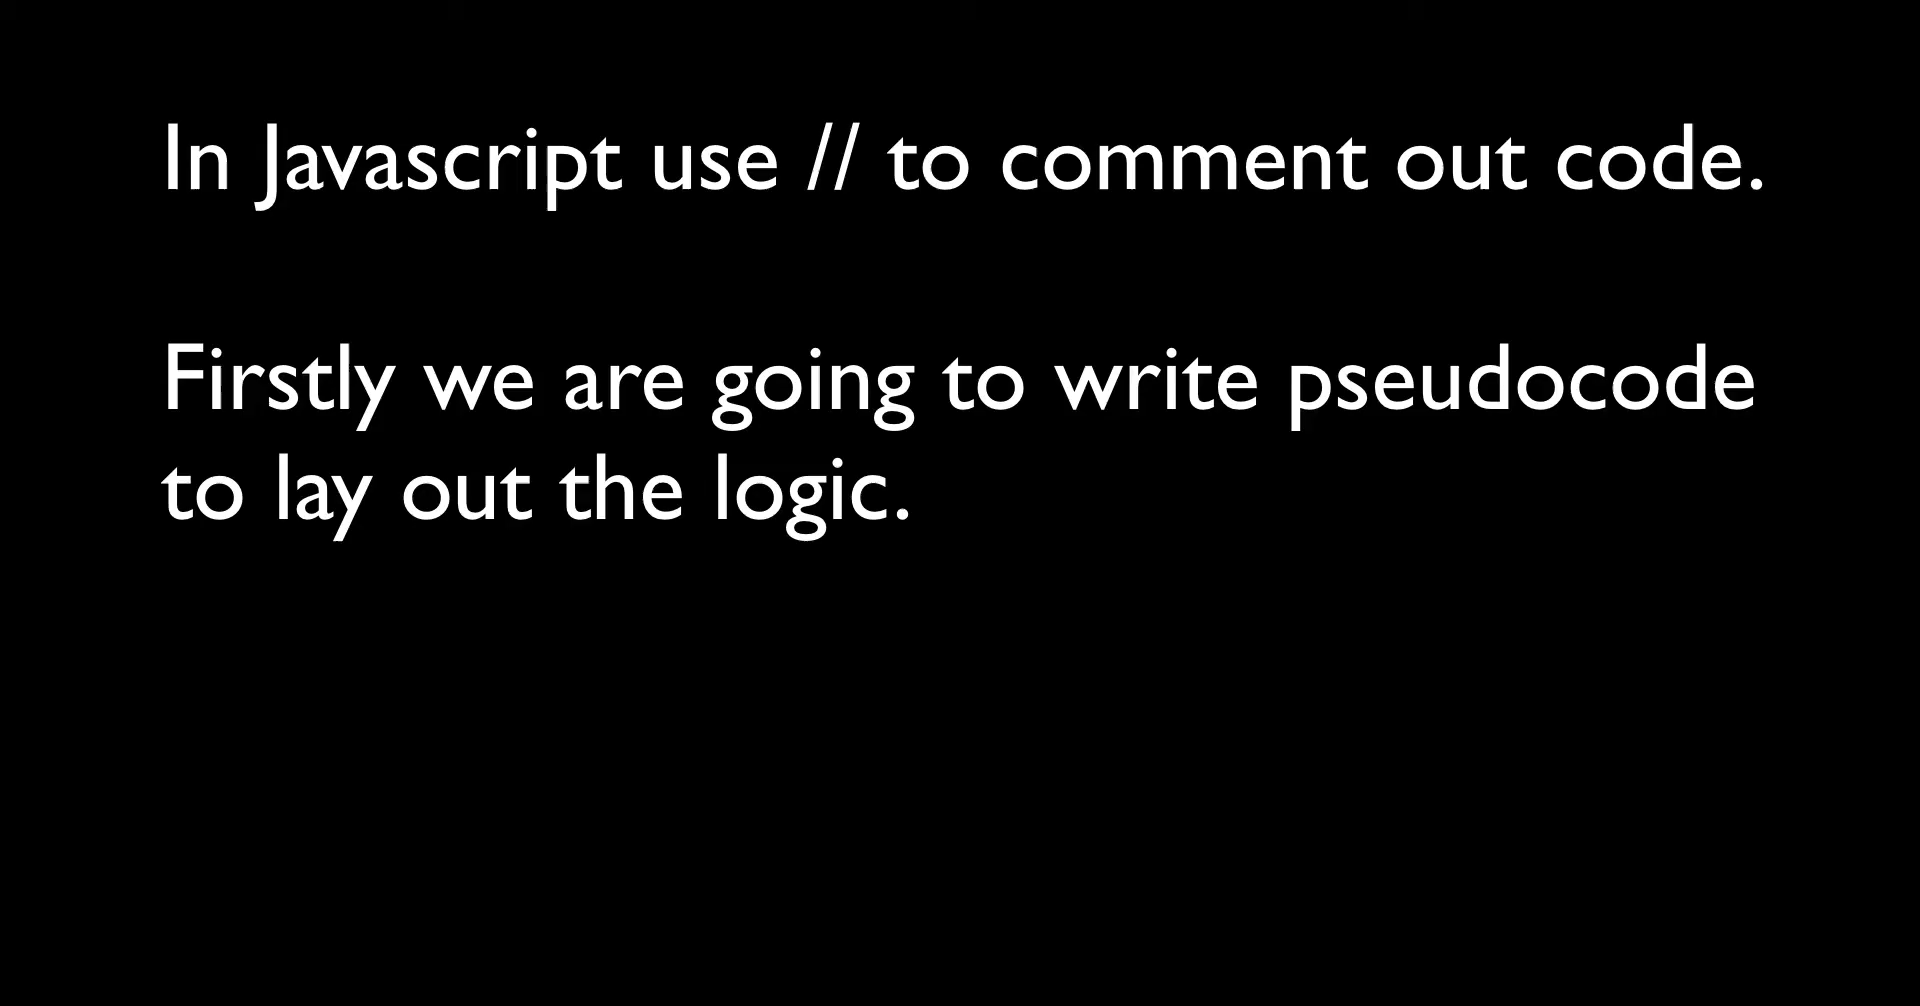 In Javascript use // to comment out code.
Firstly we are going to write pseudocode
to lay out the logic.